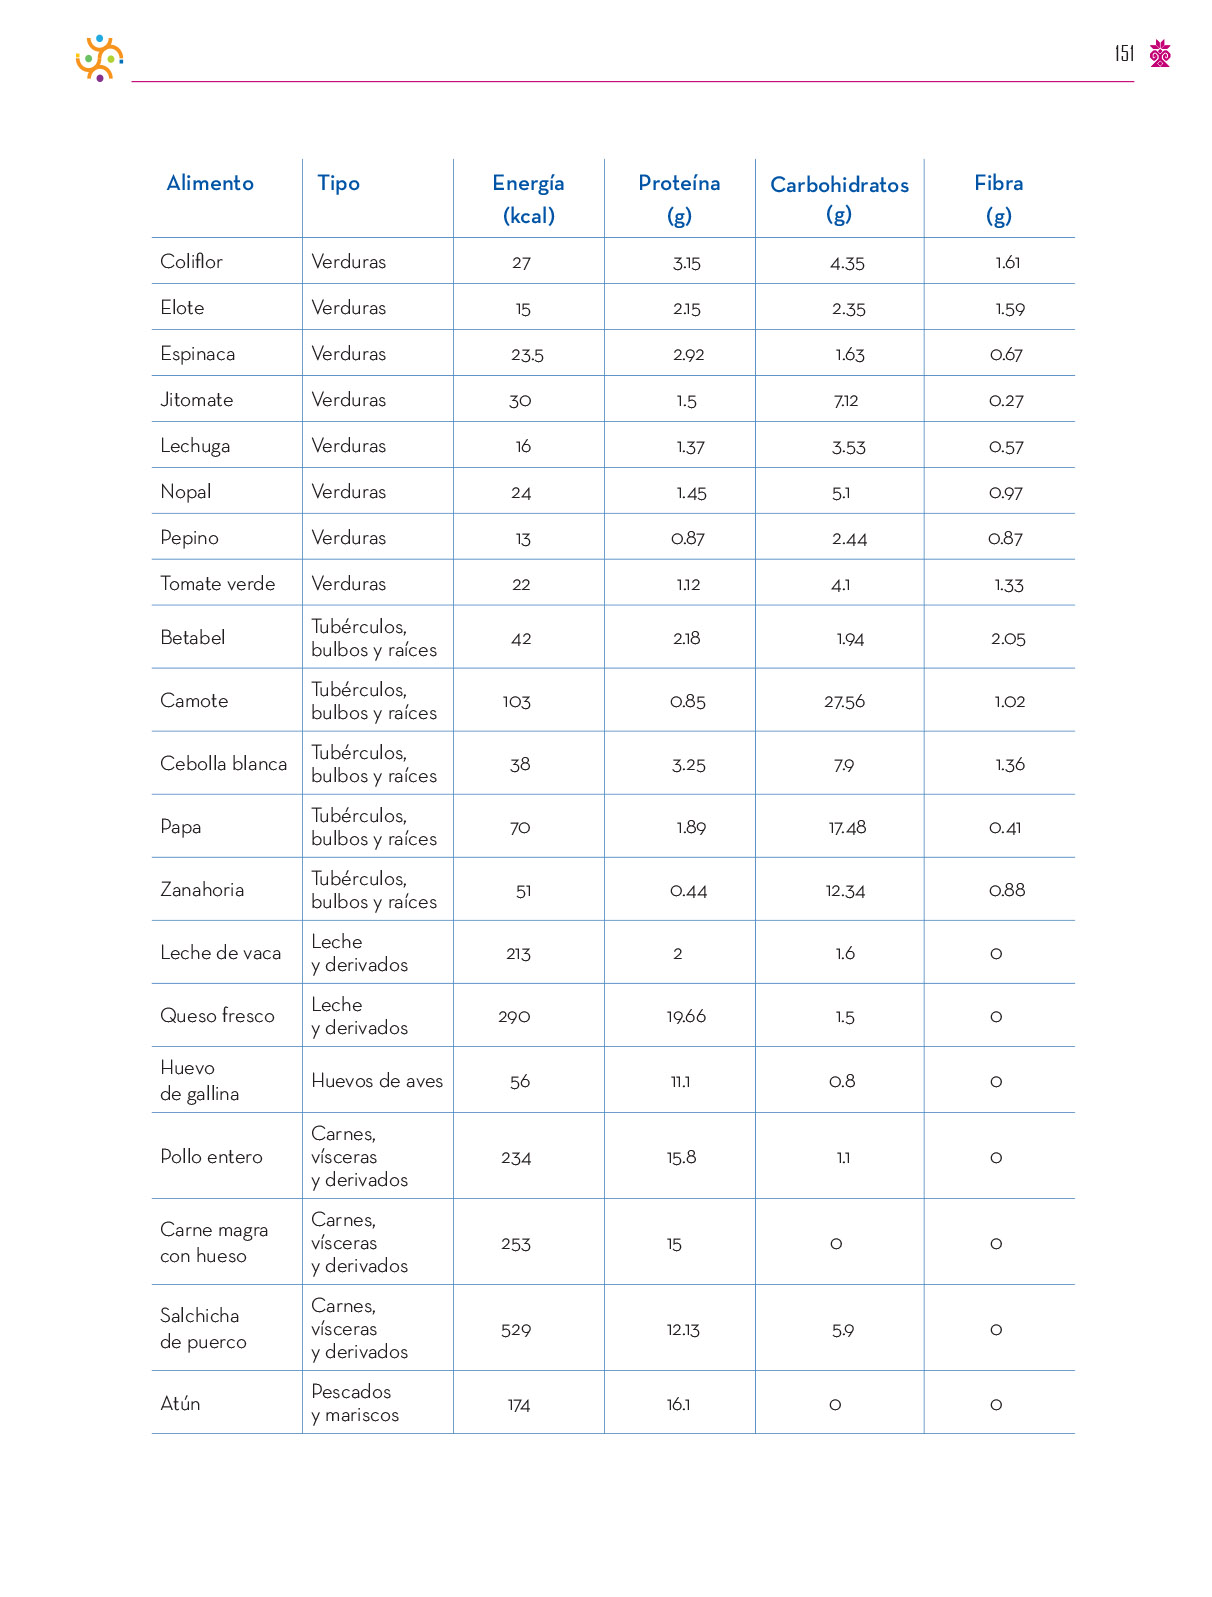 151
Alimento Tipo Energía (kcal) Proteína (g) Carbohidratos (g) Fibra (g)
Coliflor Verduras 27 3.15 4.35 1.61
Elote Verduras 15 2.15 2.35 1.59
Espinaca Verduras 23.5 2.92 1.63 0.67
Jitomate Verduras 30 1.5 7.12 0.27
Lechuga Verduras 16 1.37 3.53 0.57
Nopal Verduras 24 1.45 5.1 0.97
Pepino Verduras 13 0.87 2.44 0.87
Tomate verde Verduras 22 1.12 4.1 1.33
Betabel Tubérculos, bulbos y raíces 42 2.18 1.94 2.05
Camote Tubérculos, bulbos y raíces 103 0.85 27.56 1.02
Cebolla blanca Tubérculos, bulbos y raíces 38 3.25 7.9 1.36
Papa Tubérculos, bulbos y raíces 70 1.89 17.48 0.41
Zanahoria Tubérculos, bulbos y raíces 51 0.44 12.34 0.88
Leche de vaca Leche y derivados 213 2 1.6 0
Queso fresco Leche y derivados 290 19.66 1.5 0
Huevo de gallina Huevos de aves 56 11.1 0.8 0
Pollo entero Carnes, vísceras y derivados 234 15.8 1.1 0
Carne magra con hueso Carnes, vísceras y derivados 253 15 0 0
Salchicha de puerco Carnes, vísceras y derivados 529 12.13 5.9 0
Atún Pescados y mariscos 174 16.1 0 0